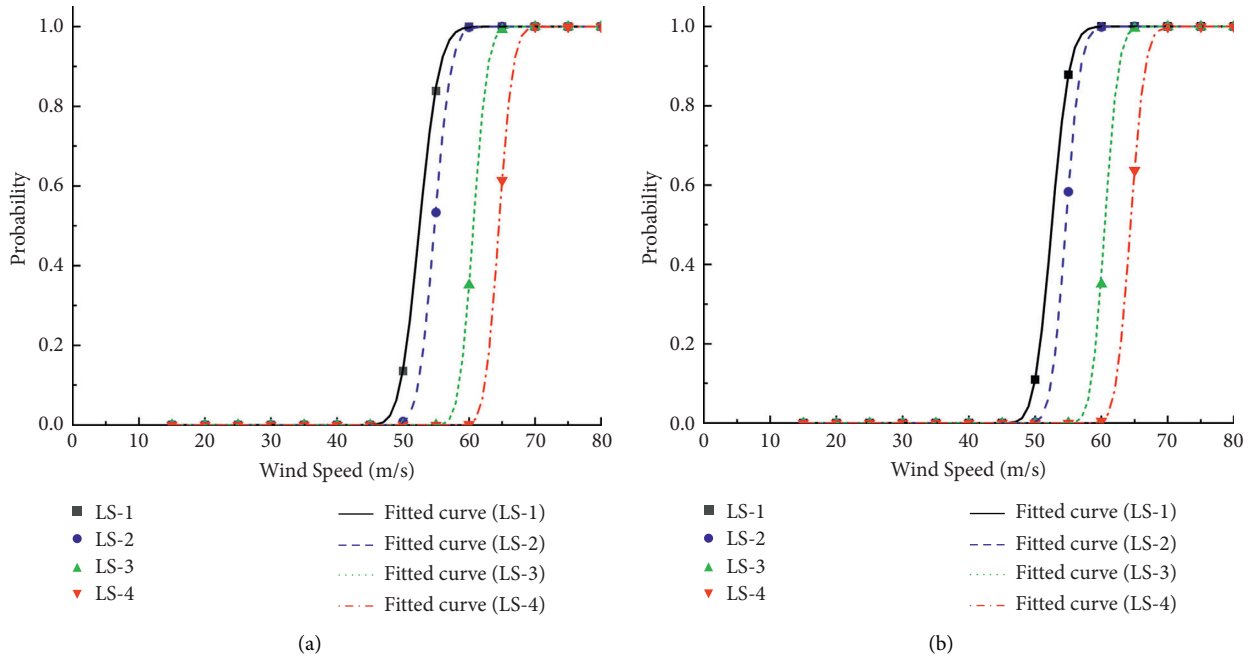 1.0
0.8
0.6
0.4
0.2
0.0
Probability
0 10 20 30 40 50 60 70 80
Wind Speed (m/s)
LS-1
LS-2
LS-3
LS-4
Fitted curve (LS-1)
Fitted curve (LS-2)
Fitted curve (LS-3)
Fitted curve (LS-4)
(a)
1.0
0.8
0.6
0.4
0.2
0.0
Probability
0 10 20 30 40 50 60 70 80
Wind Speed (m/s)
LS-1
LS-2
LS-3
LS-4
Fitted curve (LS-1)
Fitted curve (LS-2)
Fitted curve (LS-3)
Fitted curve (LS-4)
(b)